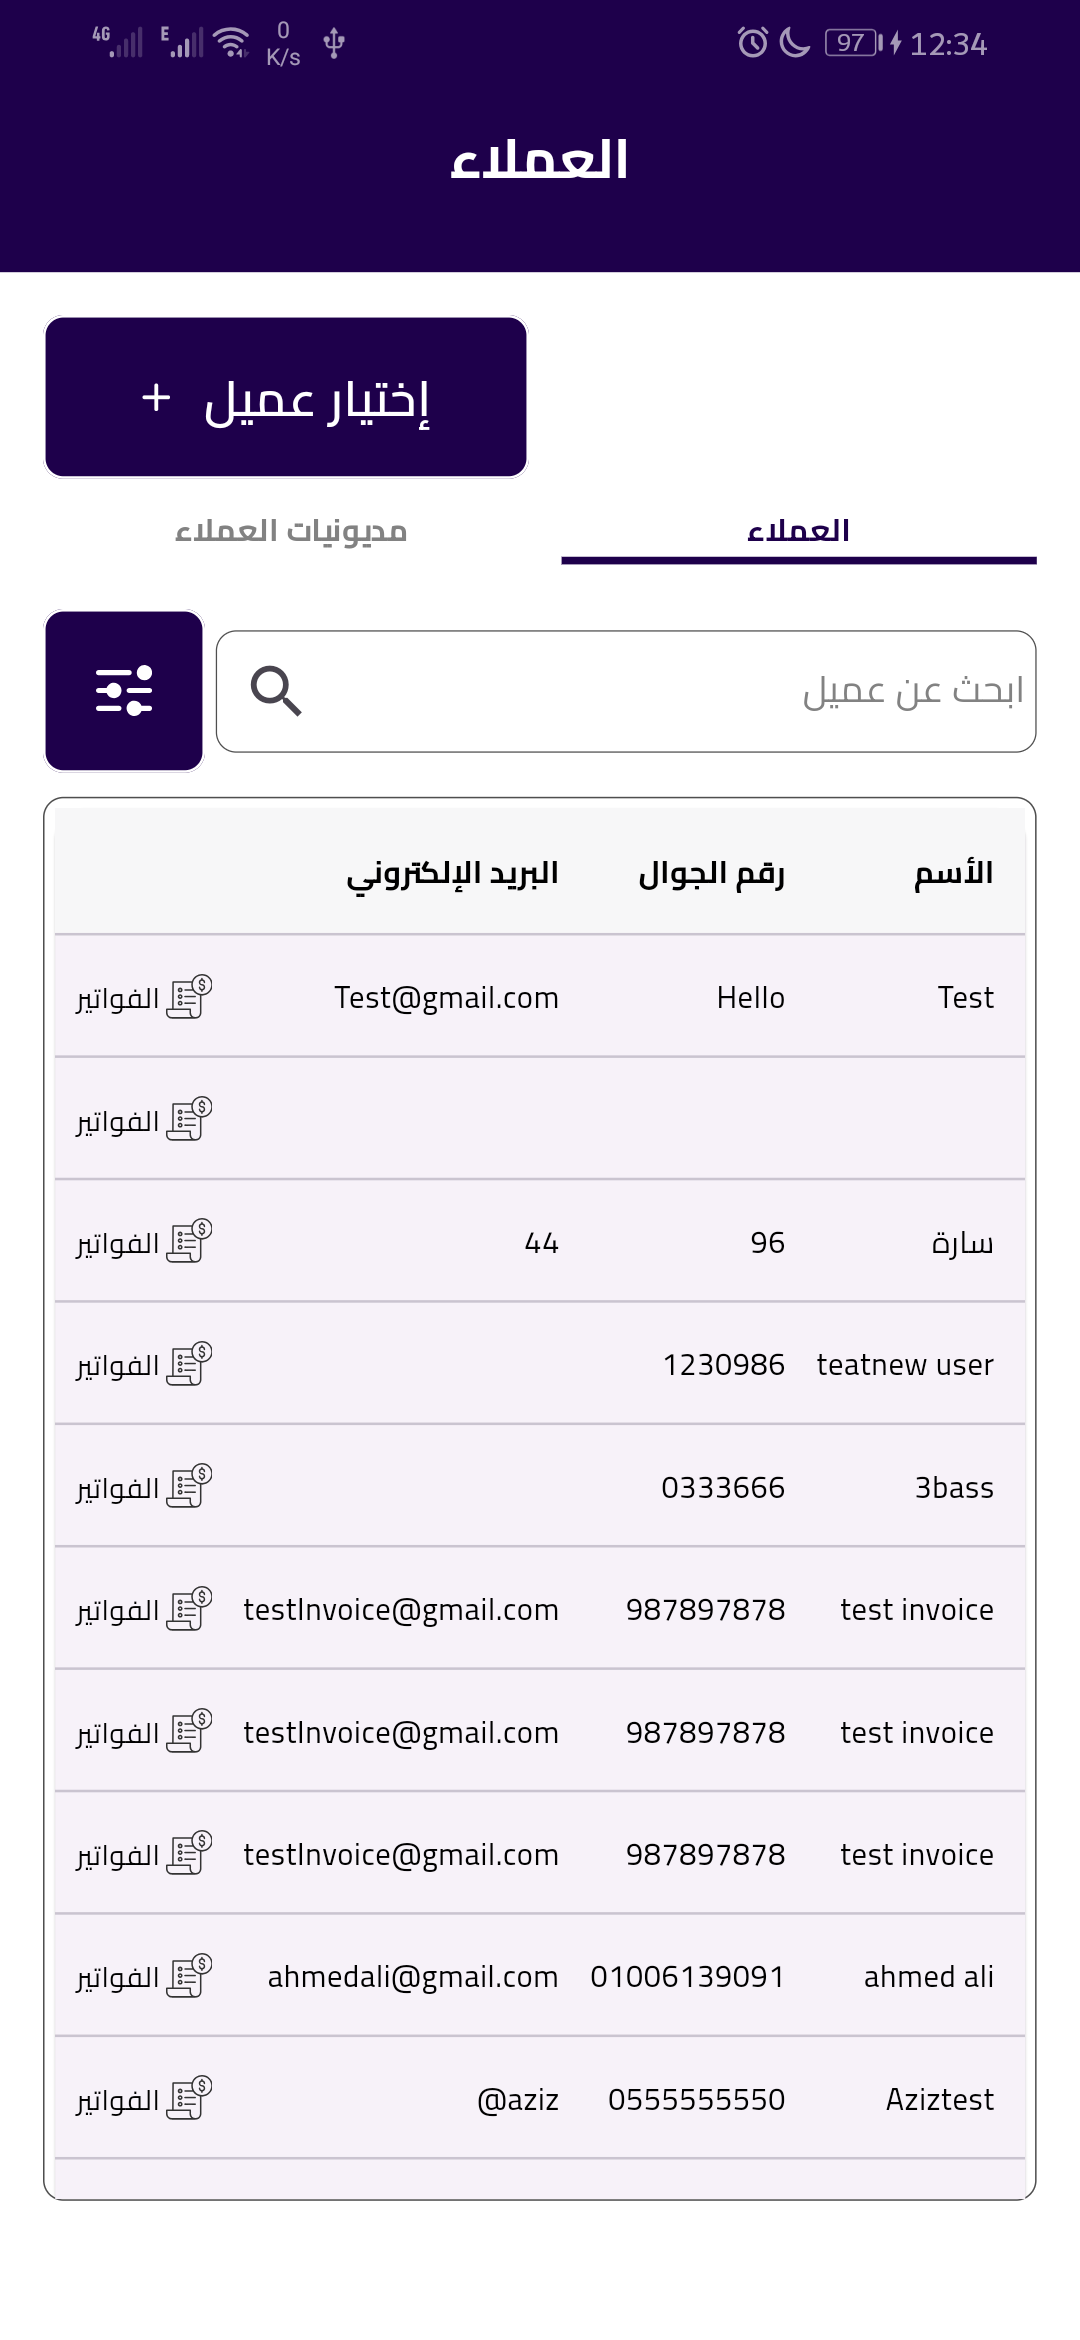 4G E 0 K/s 97 12:34
العملاء
إختيار عميل +
العملاء مديونيات العملاء
ابحث عن عميل
الأسم رقم الجوال البريد الإلكتروني
Test Hello Test@gmail.com الفواتير
الفواتير
سارة 96 44 الفواتير
teatnew user 1230986 الفواتير
3bass 0333666 الفواتير
test invoice 987897878 testInvoice@gmail.com الفواتير
test invoice 987897878 testInvoice@gmail.com الفواتير
test invoice 987897878 testInvoice@gmail.com الفواتير
ahmed ali 01006139091 ahmedali@gmail.com الفواتير
Aziztest 0555555550 @aziz الفواتير